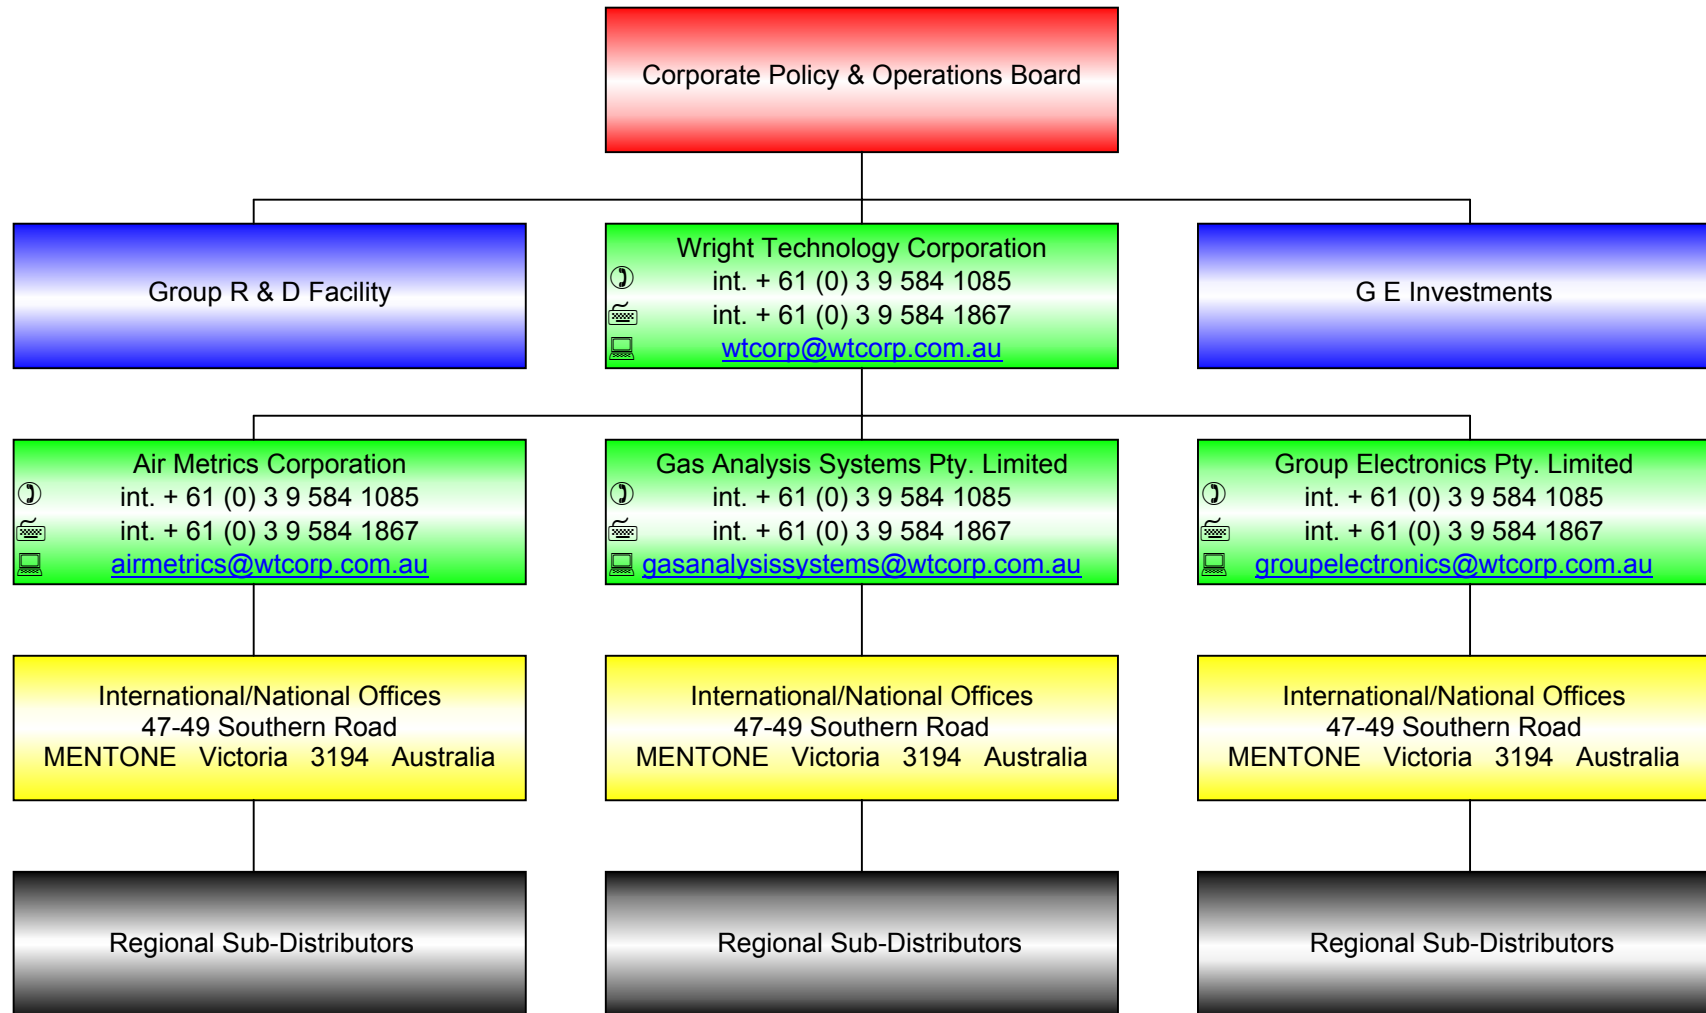 Corporate Policy & Operations Board
Group R & D Facility
Wright Technology Corporation
int. + 61 (0) 3 9 584 1085
int. + 61 (0) 3 9 584 1867
wtcorp@wtcorp.com.au
G E Investments
Air Metrics Corporation
int. + 61 (0) 3 9 584 1085
int. + 61 (0) 3 9 584 1867
airmetrics@wtcorp.com.au
Gas Analysis Systems Pty. Limited
int. + 61 (0) 3 9 584 1085
int. + 61 (0) 3 9 584 1867
gasanalysissystems@wtcorp.com.au
Group Electronics Pty. Limited
int. + 61 (0) 3 9 584 1085
int. + 61 (0) 3 9 584 1867
groupelectronics@wtcorp.com.au
International/National Offices
47-49 Southern Road
MENTONE Victoria 3194 Australia
International/National Offices
47-49 Southern Road
MENTONE Victoria 3194 Australia
International/National Offices
47-49 Southern Road
MENTONE Victoria 3194 Australia
Regional Sub-Distributors
Regional Sub-Distributors
Regional Sub-Distributors